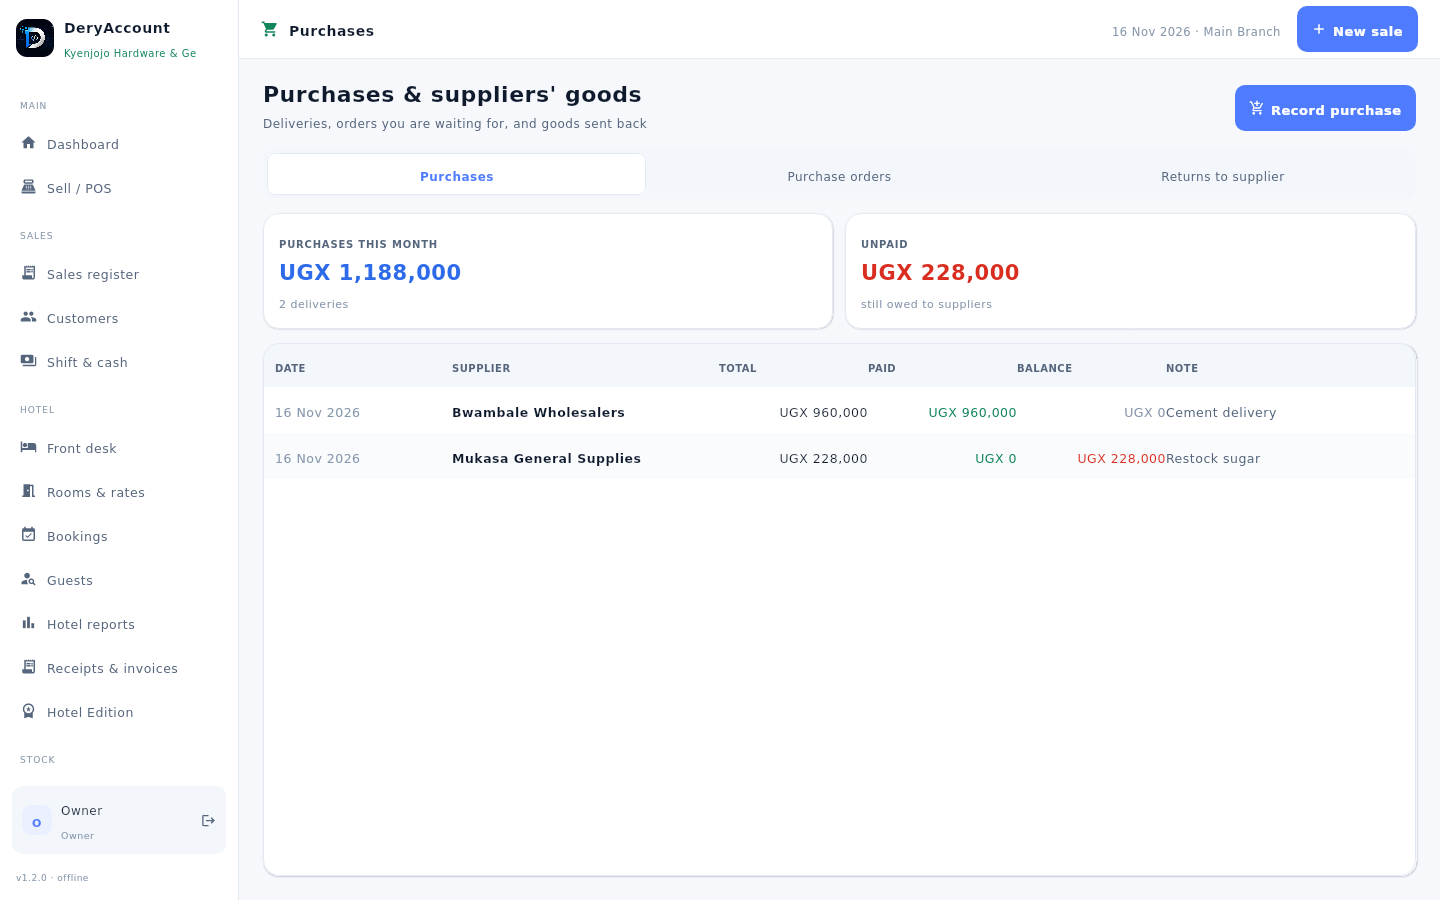 DeryAccount
Kyenjojo Hardware & Ge
MAIN
Dashboard
Sell / POS
SALES
Sales register
Customers
Shift & cash
HOTEL
Front desk
Rooms & rates
Bookings
Guests
Hotel reports
Receipts & invoices
Hotel Edition
STOCK
O
Owner
Owner
v1.2.0 · offline
Purchases
16 Nov 2026 · Main Branch
New sale
Purchases & suppliers' goods
Deliveries, orders you are waiting for, and goods sent back
Record purchase
Purchases
Purchase orders
Returns to supplier
PURCHASES THIS MONTH
UGX 1,188,000
2 deliveries
UNPAID
UGX 228,000
still owed to suppliers
DATE SUPPLIER TOTAL PAID BALANCE NOTE
16 Nov 2026 Bwambale Wholesalers UGX 960,000 UGX 960,000 UGX 0 Cement delivery
16 Nov 2026 Mukasa General Supplies UGX 228,000 UGX 0 UGX 228,000 Restock sugar